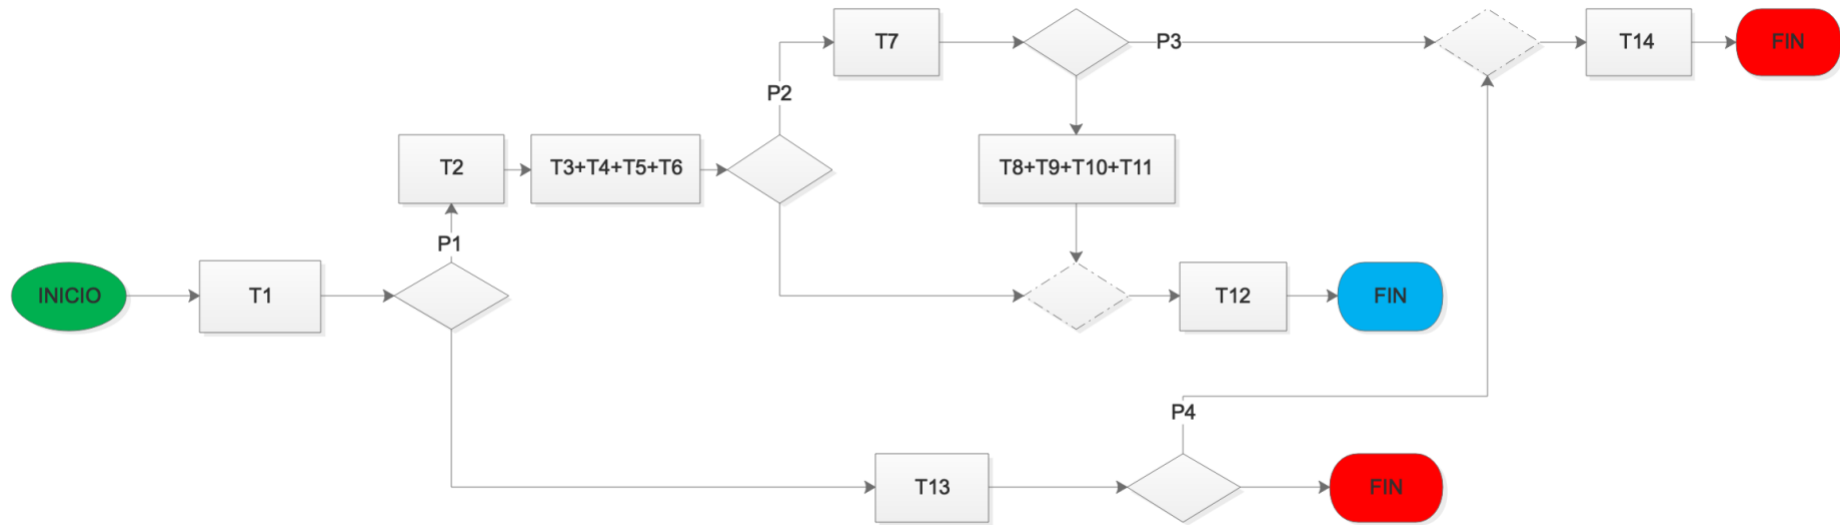 T7
P3
T14
FIN
P2
T2
T3+T4+T5+T6
T8+T9+T10+T11
P1
INICIO
T1
T12
FIN
P4
T13
FIN